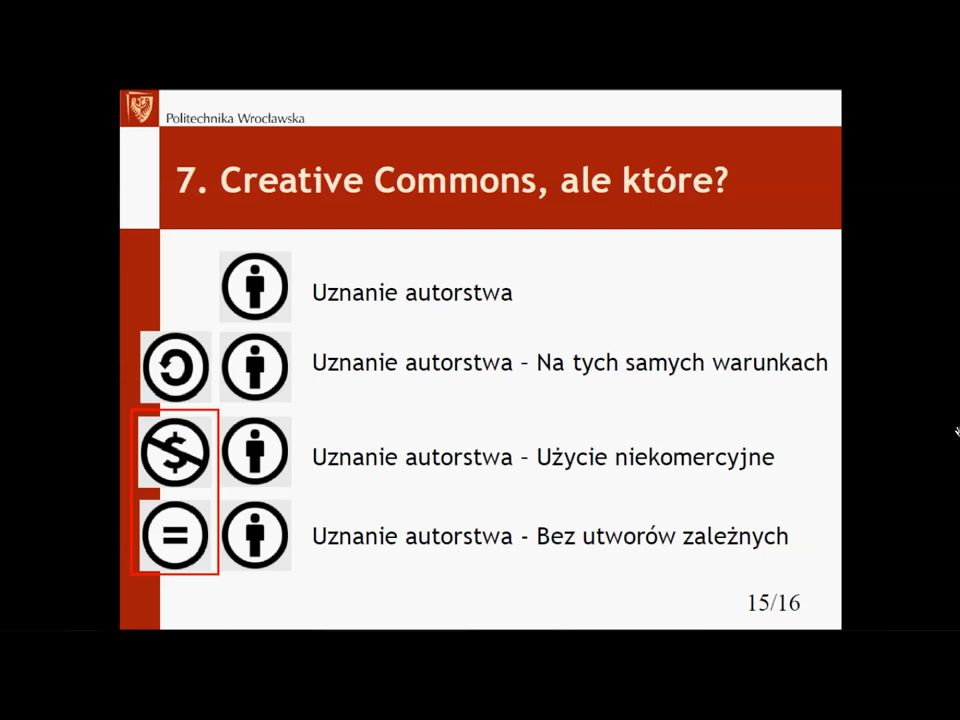 Politechnika Wrocławska
7. Creative Commons, ale które?
Uznanie autorstwa
Uznanie autorstwa – Na tych samych warunkach
Uznanie autorstwa – Użycie niekomercyjne
Uznanie autorstwa - Bez utworów zależnych
15/16